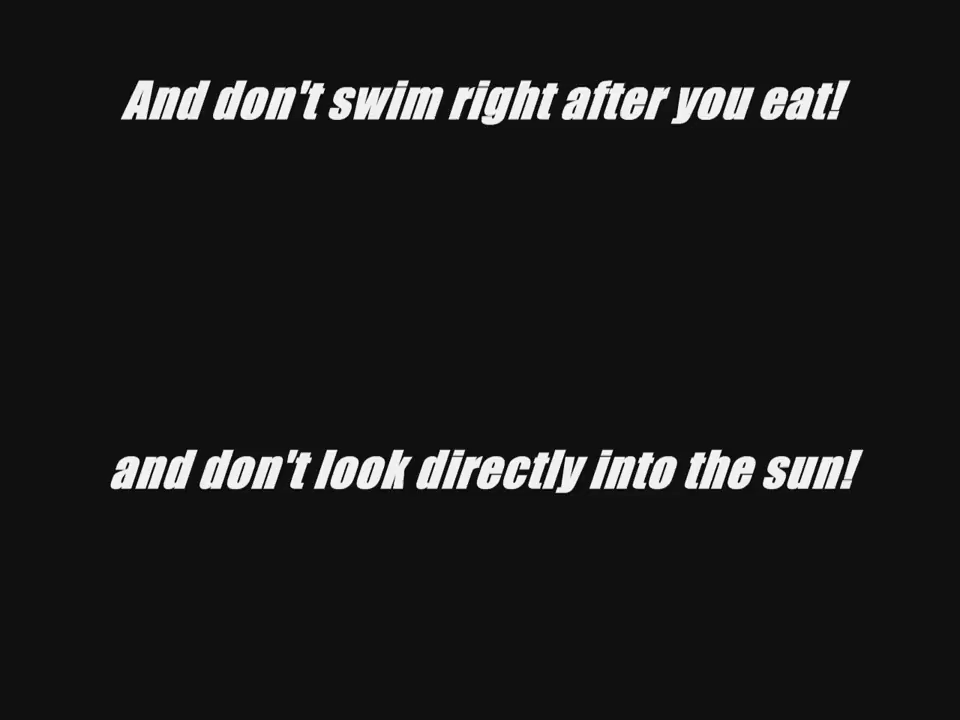 And don't swim right after you eat!
and don't look directly into the sun!